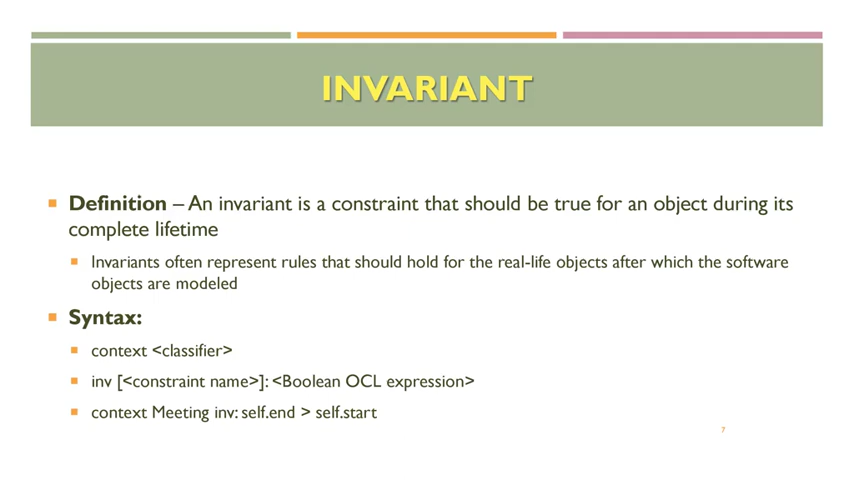 INVARIANT
Definition – An invariant is a constraint that should be true for an object during its
complete lifetime
Invariants often represent rules that should hold for the real-life objects after which the software
objects are modeled
Syntax:
context <classifier>
inv [<constraint name>]: <Boolean OCL expression>
context Meeting inv: self.end > self.start
7